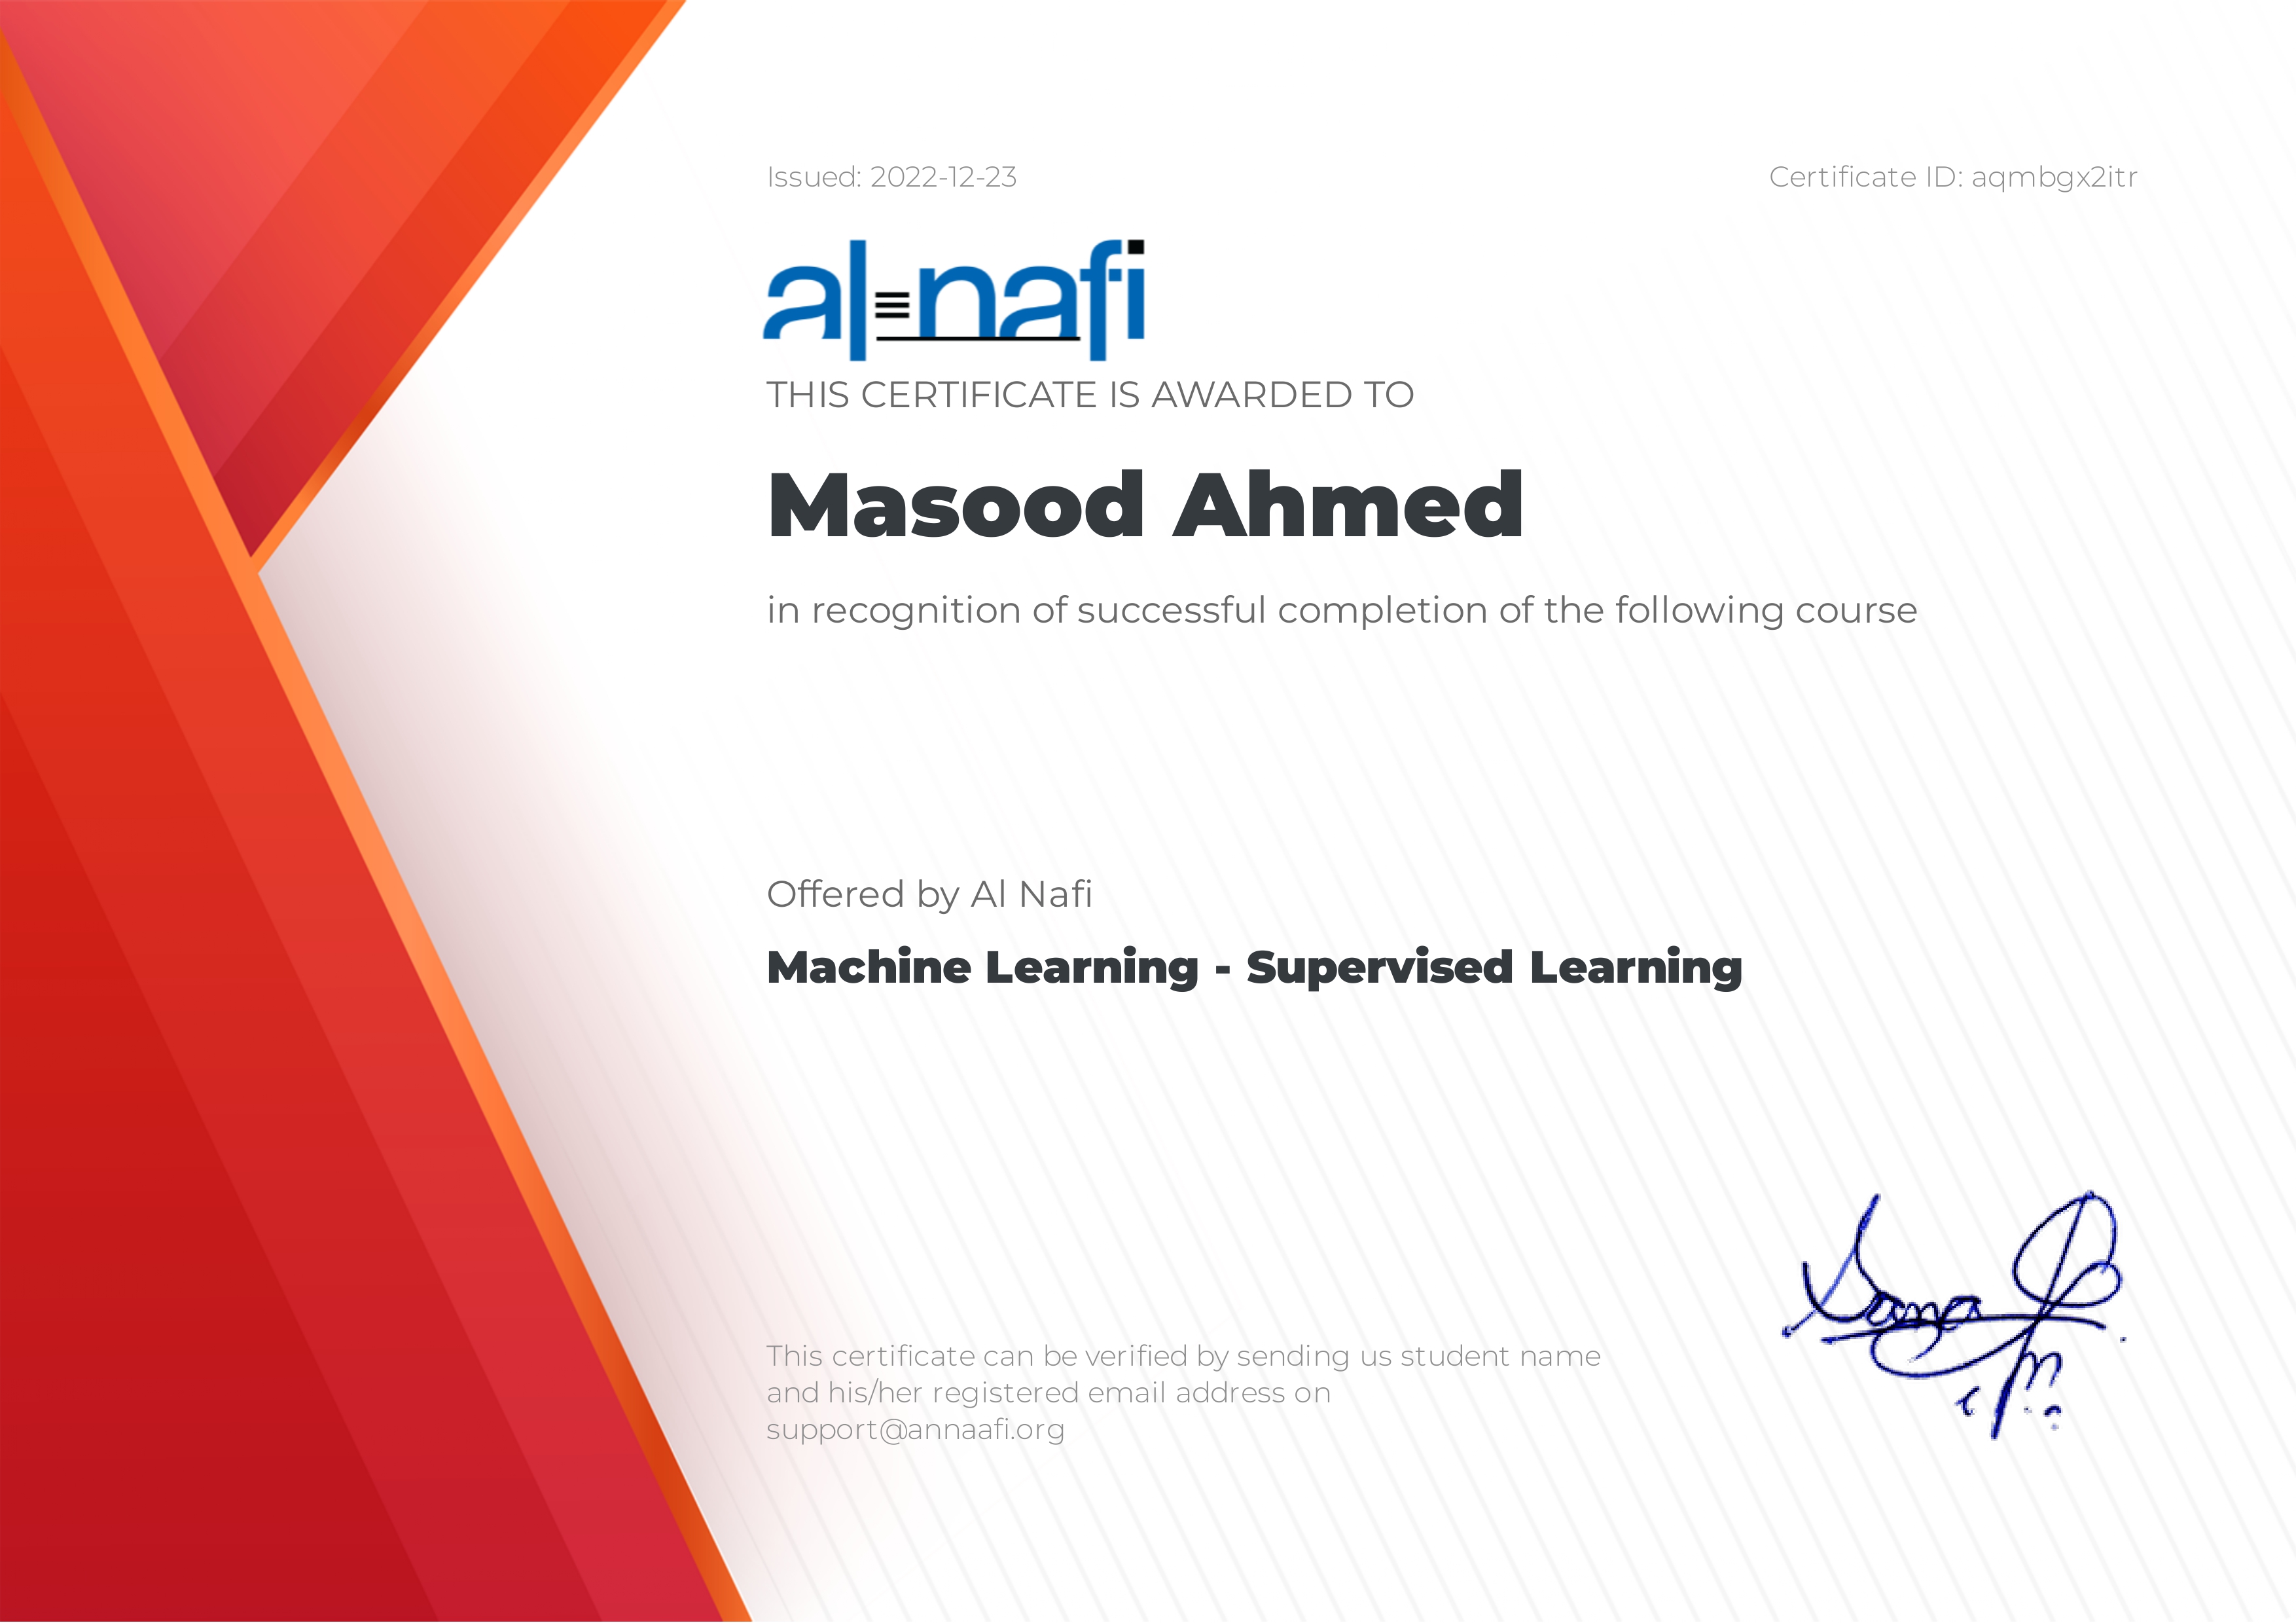 Issued: 2022-12-23
Certificate ID: aqmbgx2itr
al-nafi
THIS CERTIFICATE IS AWARDED TO
Masood Ahmed
in recognition of successful completion of the following course
Offered by Al Nafi
Machine Learning - Supervised Learning
This certificate can be verified by sending us student name
and his/her registered email address on
support@annaafi.org